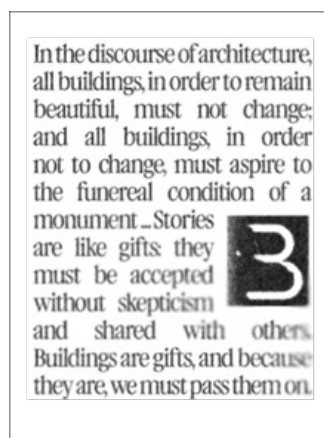 In the discourse of architecture,
all buildings, in order to remain
beautiful, must not change;
and all buildings, in order
not to change, must aspire to
the funereal condition of a
monument ... Stories
are like gifts: they
must be accepted
without skepticism
and shared with others.
Buildings are gifts, and because
they are, we must pass them on.
3